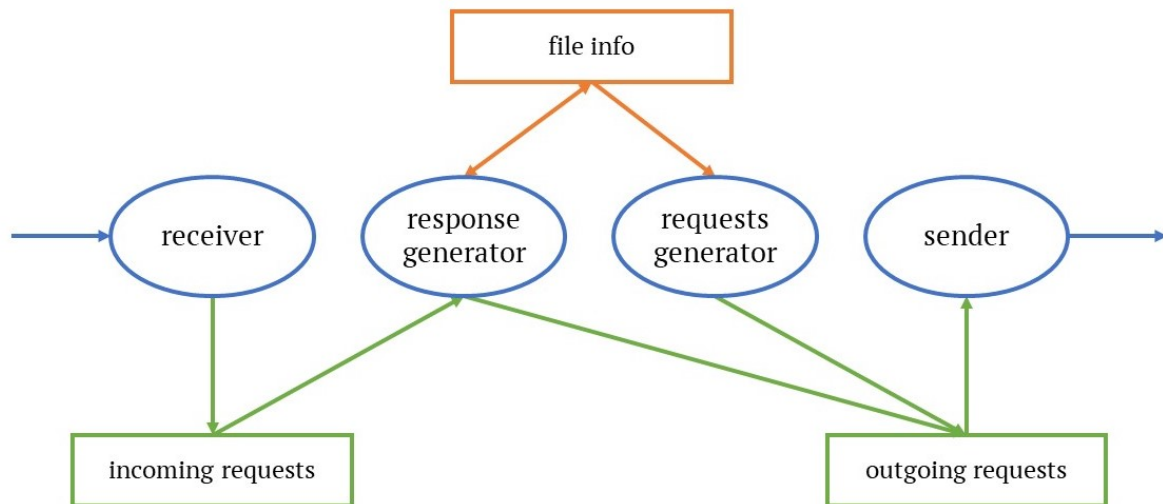 file info
receiver
response
generator
requests
generator
sender
incoming requests
outgoing requests